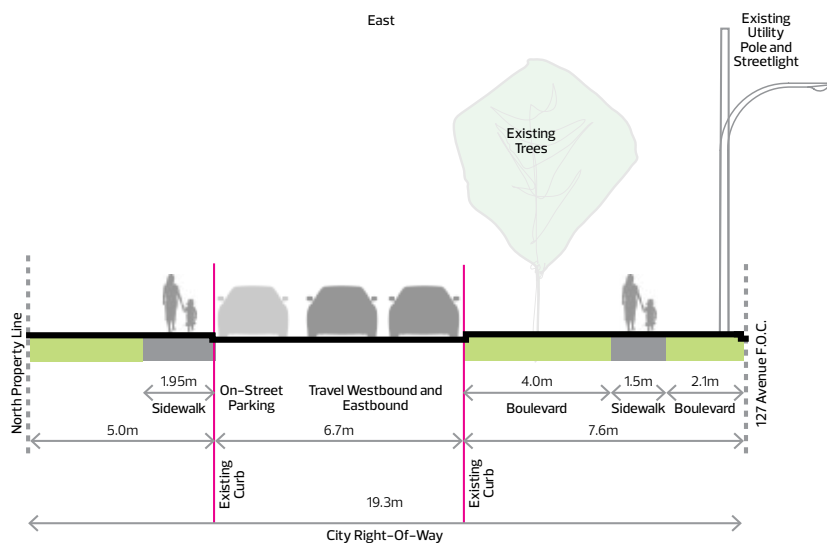 East
Existing
Utility
Pole and
Streetlight
Existing
Trees
North Property Line
1.95m
Sidewalk
On-Street
Parking
Travel Westbound and
Eastbound
4.0m
Boulevard
1.5m
Sidewalk
2.1m
Boulevard
127 Avenue F.O.C.
5.0m
6.7m
7.6m
Existing
Curb
Existing
Curb
19.3m
City Right-Of-Way